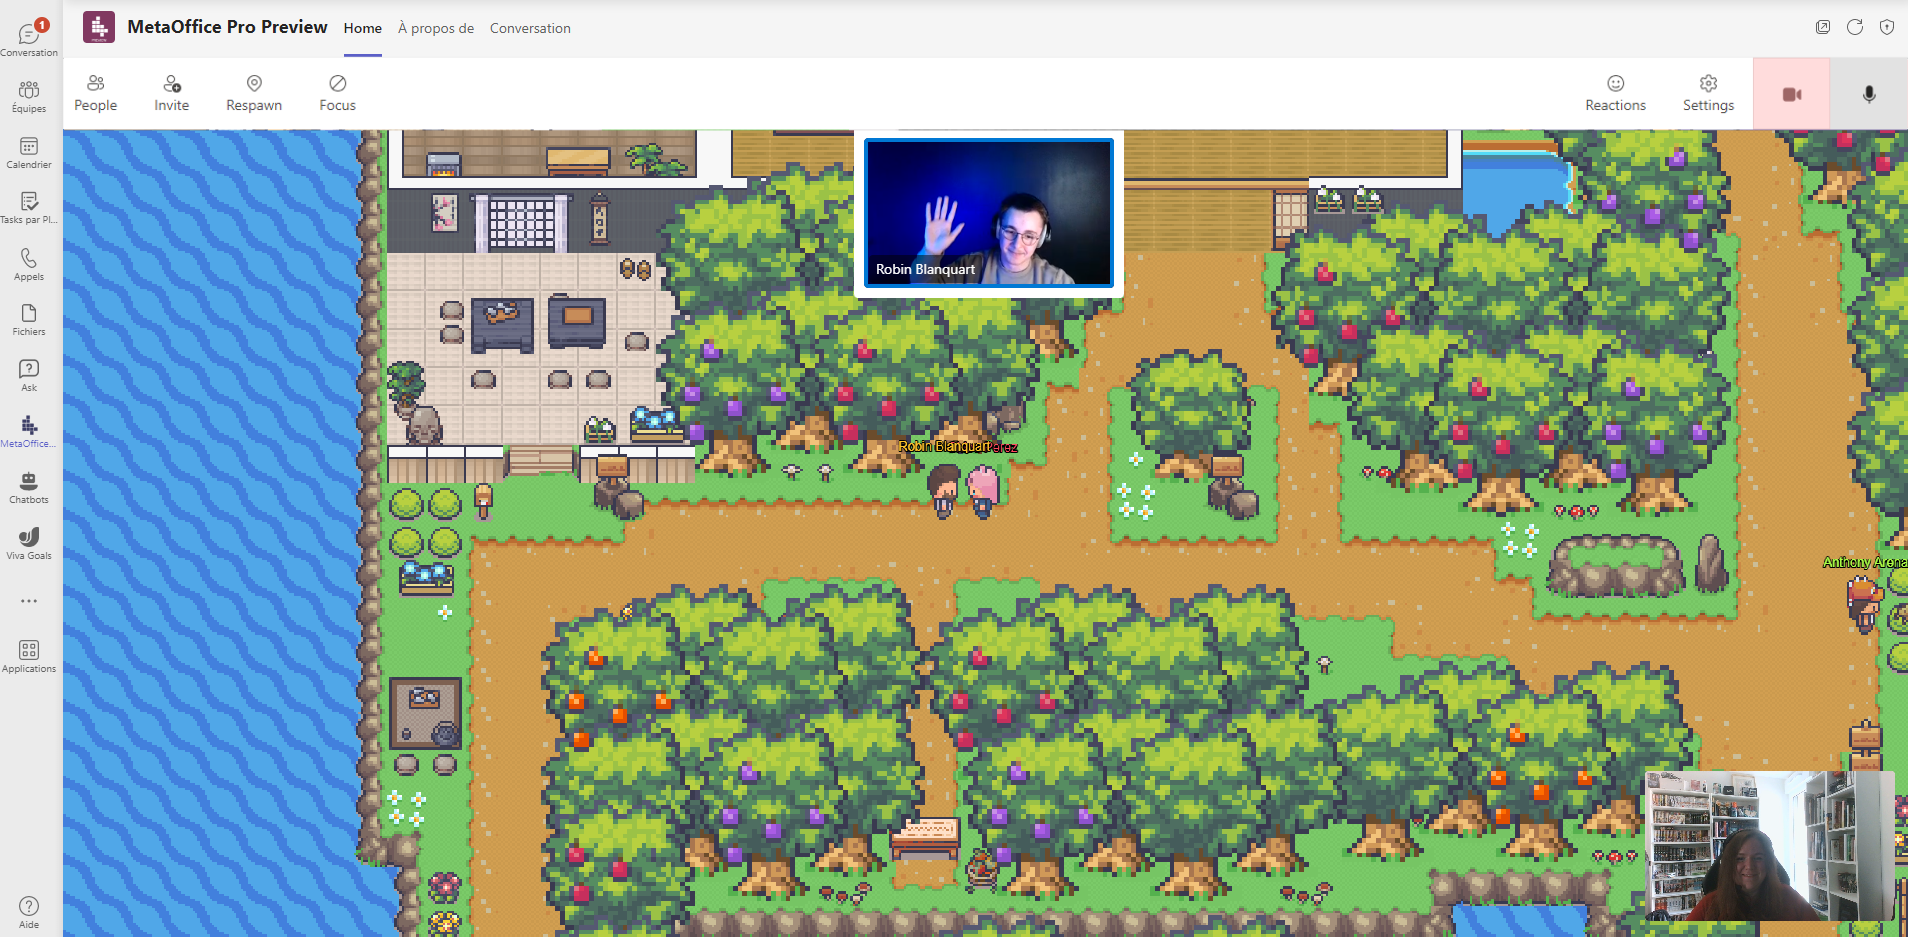 1
Conversation
Équipes
Calendrier
Tasks par Pl...
Appels
Fichiers
Ask
MetaOffice...
Chatbots
Viva Goals
...
Applications
Aide
MetaOffice Pro Preview
Home
À propos de
Conversation
People
Invite
Respawn
Focus
Reactions
Settings
Robin Blanquart
Robin Blanquart
Anthony Arena